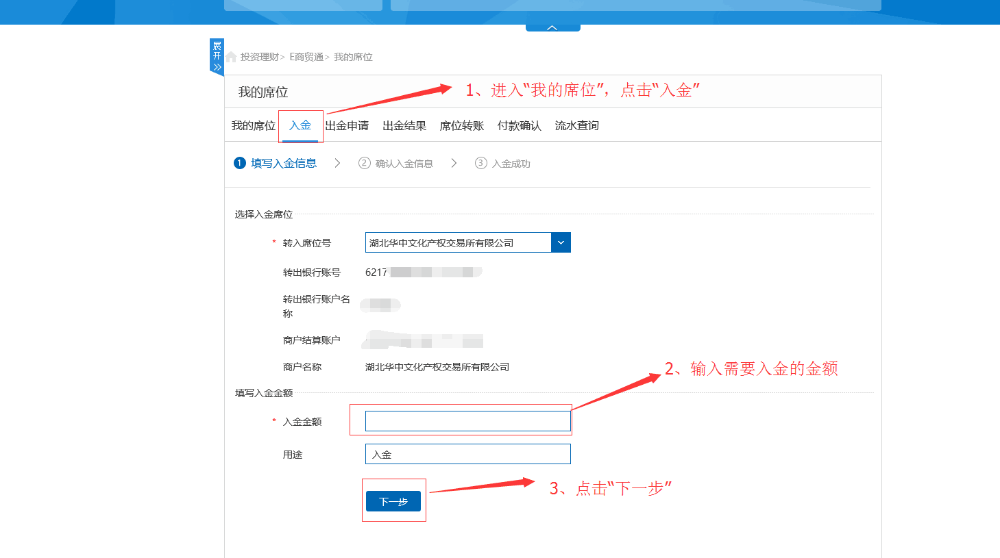 展开
投资理财> E商贸通> 我的席位
我的席位
1、进入“我的席位”，点击“入金”
我的席位 入金 出金申请 出金结果 席位转账 付款确认 流水查询
1 填写入金信息 2 确认入金信息 3 入金成功
选择入金席位
* 转入席位号 湖北华中文化产权交易所有限公司
转出银行账号 6217
转出银行账户名
称
商户结算账户
商户名称 湖北华中文化产权交易所有限公司
2、输入需要入金的金额
填写入金金额
* 入金金额
用途 入金
3、点击“下一步”
下一步